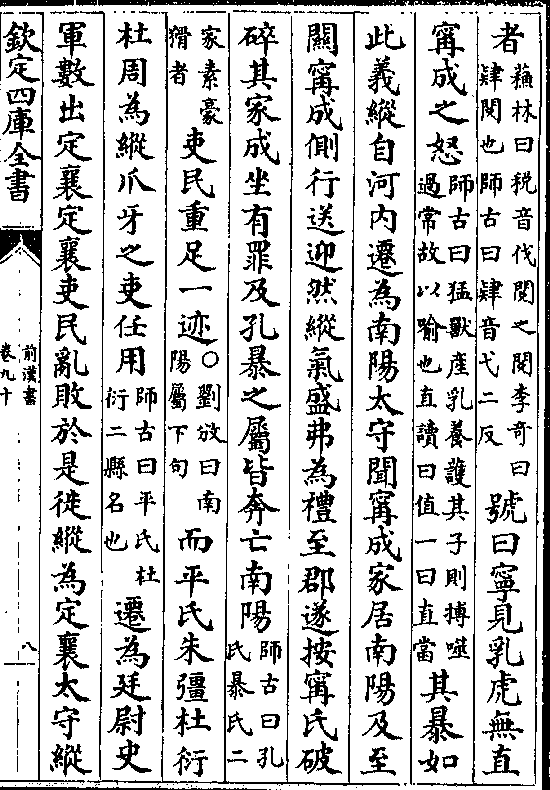 者蘇林曰税音伐閱之閱李奇曰肄閱也師古曰肄音弋二反號曰寧見乳虎無直
甯成之怒師古曰猛獸產乳養護其子則搏噬過常故以喻也直讀曰值一曰直當其暴如
此義縱自河內遷為南陽太守聞甯成家居南陽及至
關甯成側行送迎然縱氣盛弗為禮至郡遂按甯氏破
碎其家成坐有罪及孔暴之屬皆奔亡南陽師古曰孔氏暴氏二
家素豪猾者吏民重足一迹○劉攽曰南陽屬下句而平氏朱彊杜衍
杜周為縱爪牙之吏任用師古曰平氏杜衍二縣名也遷為廷尉史
軍數出定襄定襄吏民亂敗於是徙縱為定襄太守縱
欽定四庫全書
前漢書
卷九十
八